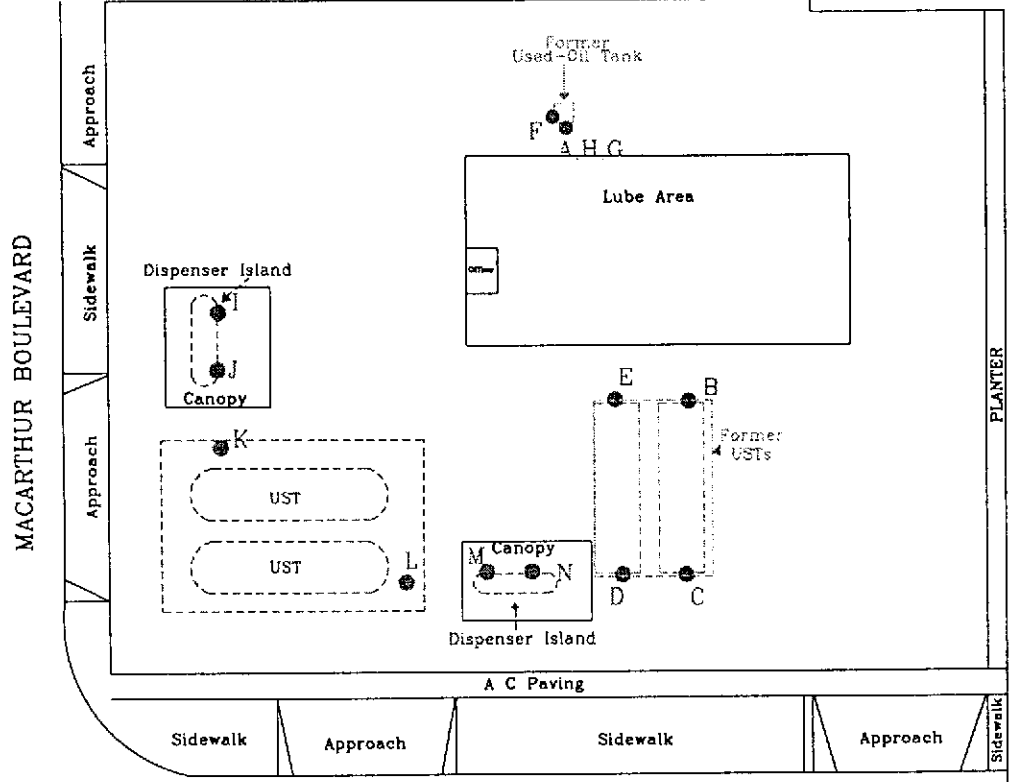 Former
Used-Oil Tank
F
A H G
Approach
Lube Area
MACARTHUR BOULEVARD
Sidewalk
Dispenser Island
I
J
Canopy
E
B
PLANTER
Former
USTs
K
Approach
UST
UST
L
M
Canopy
N
D
C
Dispenser Island
A C Paving
Sidewalk
Approach
Sidewalk
Approach
Sidewalk